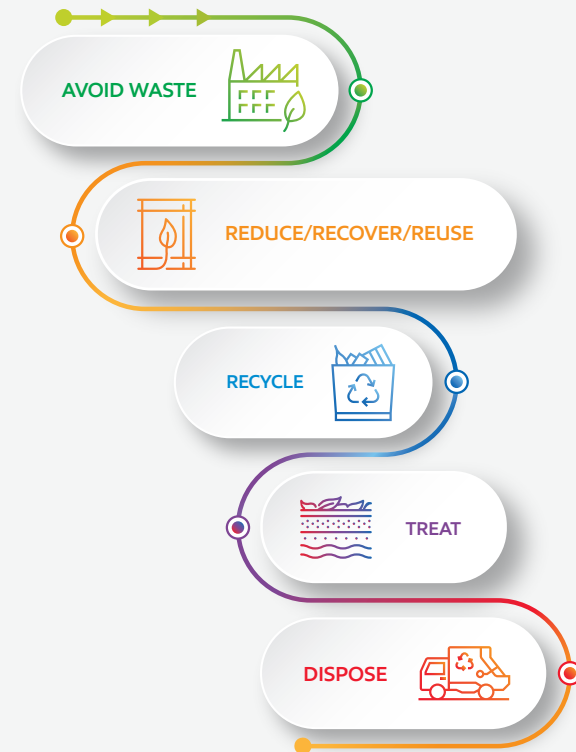 AVOID WASTE
REDUCE/RECOVER/REUSE
RECYCLE
TREAT
DISPOSE